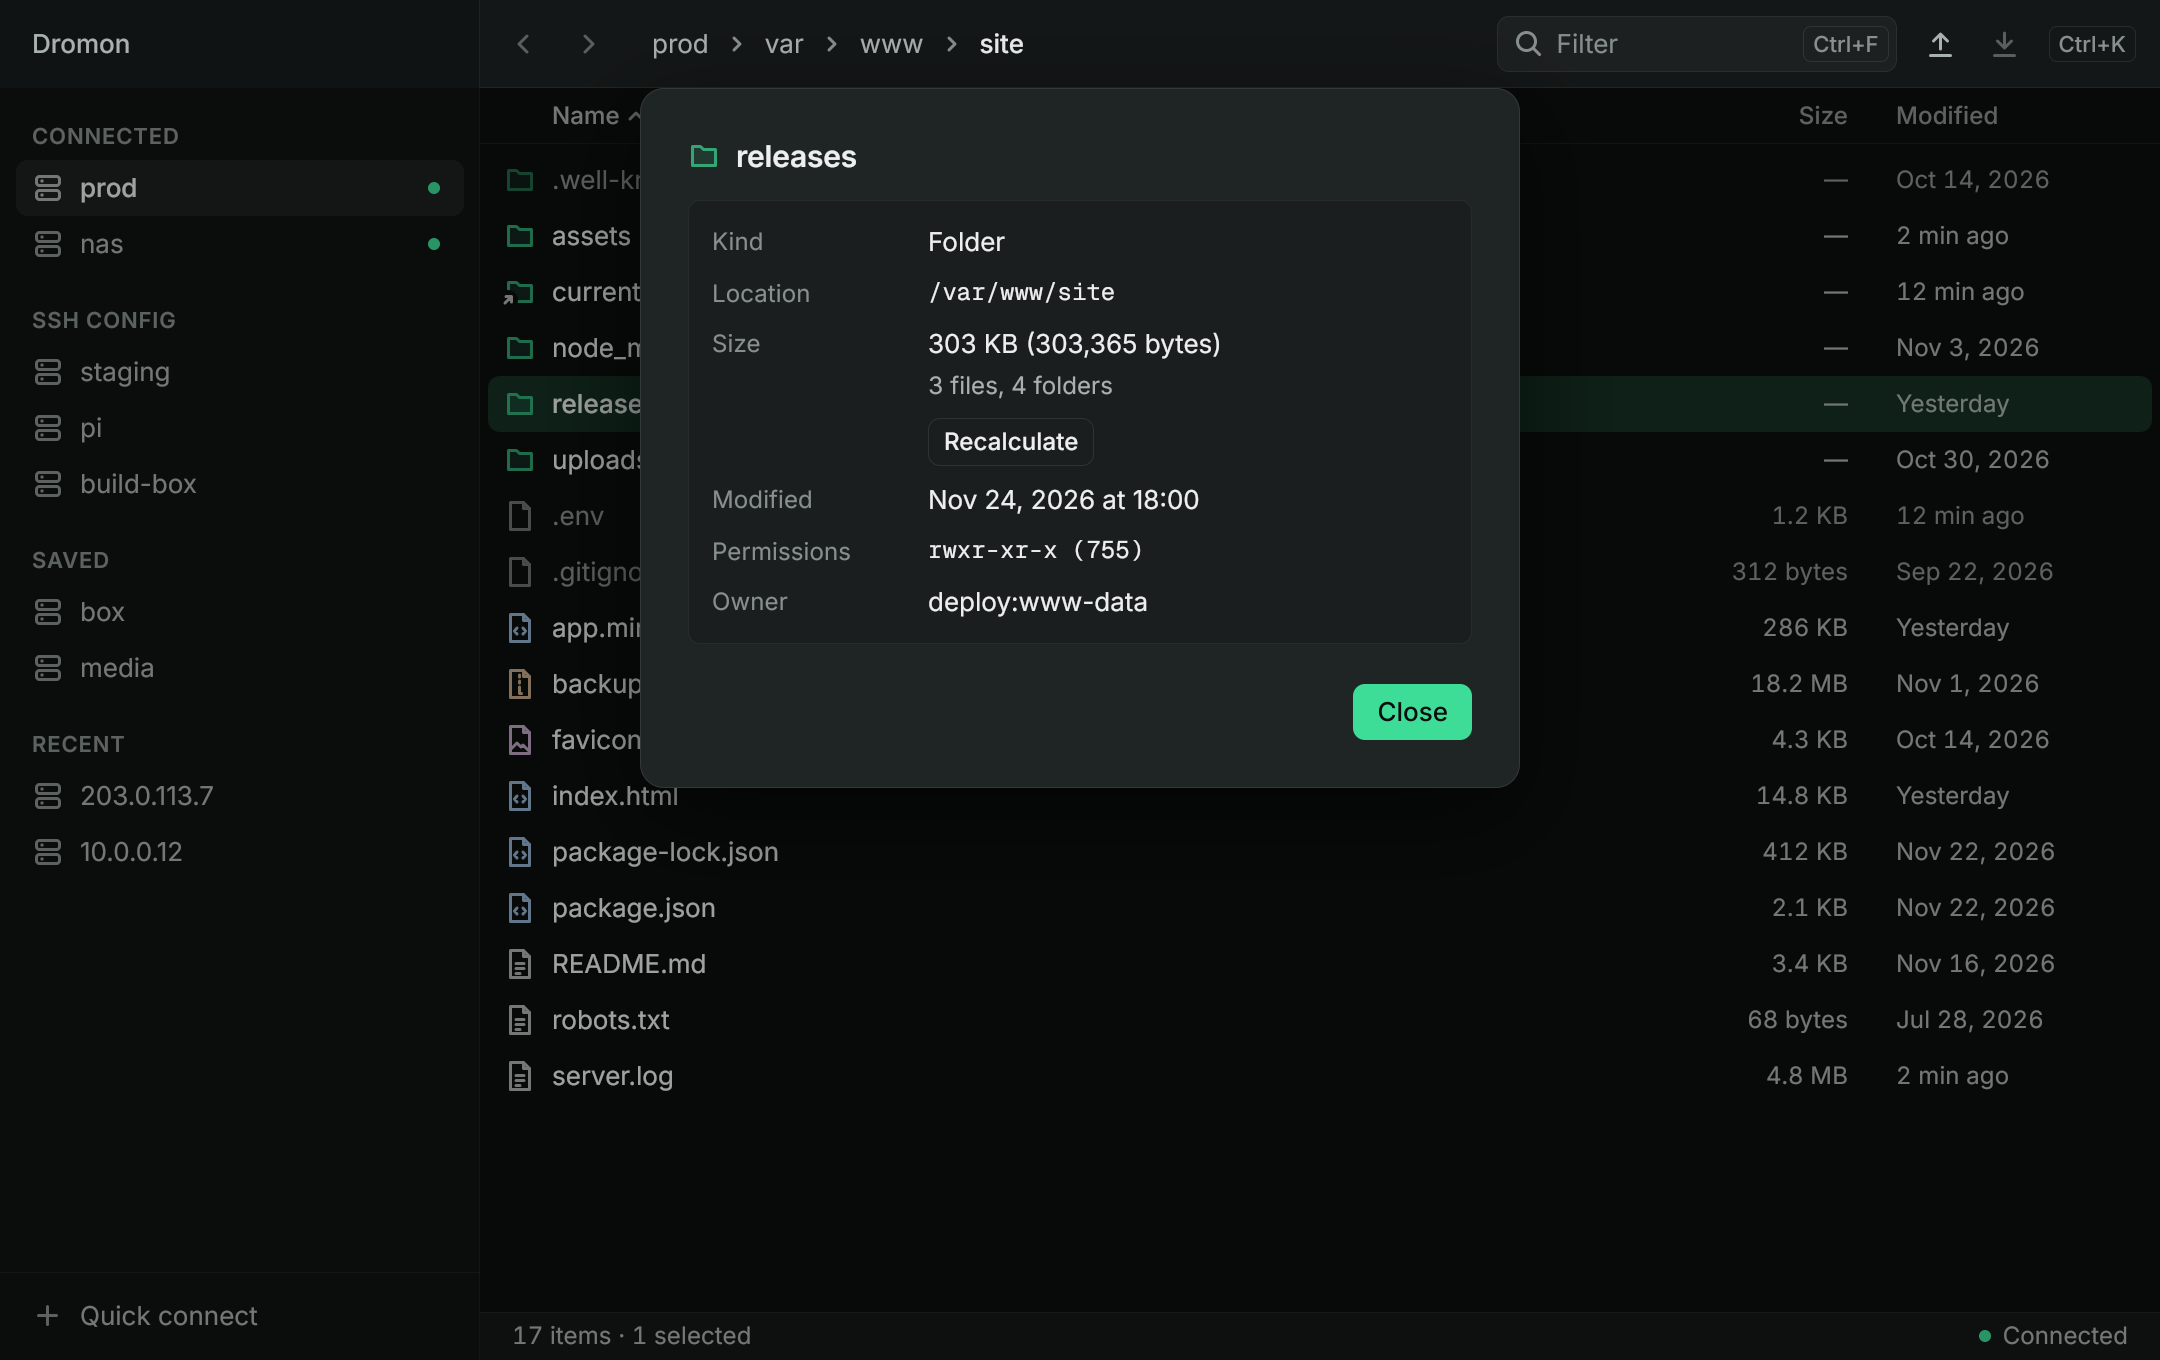 Dromon
prod var www site
Filter Ctrl+F Ctrl+K
CONNECTED
prod
nas
SSH CONFIG
staging
pi
build-box
SAVED
box
media
RECENT
203.0.113.7
10.0.0.12
Quick connect
Name Size Modified
.well-kn — Oct 14, 2026
assets — 2 min ago
current — 12 min ago
node_m — Nov 3, 2026
release — Yesterday
uploads — Oct 30, 2026
.env 1.2 KB 12 min ago
.gitigno 312 bytes Sep 22, 2026
app.min 286 KB Yesterday
backup 18.2 MB Nov 1, 2026
favicon 4.3 KB Oct 14, 2026
index.html 14.8 KB Yesterday
package-lock.json 412 KB Nov 22, 2026
package.json 2.1 KB Nov 22, 2026
README.md 3.4 KB Nov 16, 2026
robots.txt 68 bytes Jul 28, 2026
server.log 4.8 MB 2 min ago
releases
Kind Folder
Location /var/www/site
Size 303 KB (303,365 bytes)
3 files, 4 folders
Recalculate
Modified Nov 24, 2026 at 18:00
Permissions rwxr-xr-x (755)
Owner deploy:www-data
Close
17 items · 1 selected
Connected